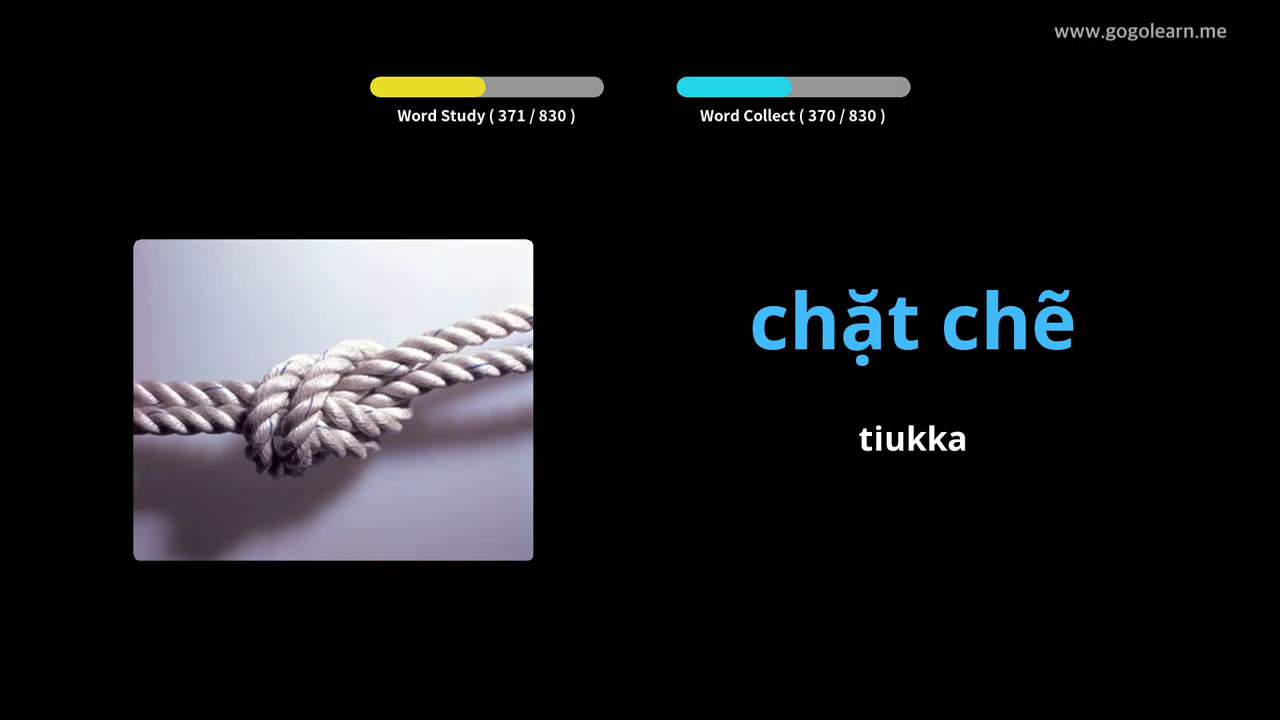 www.gogolearn.me
Word Study ( 371 / 830 )
Word Collect ( 370 / 830 )
chặt chẽ
tiukka